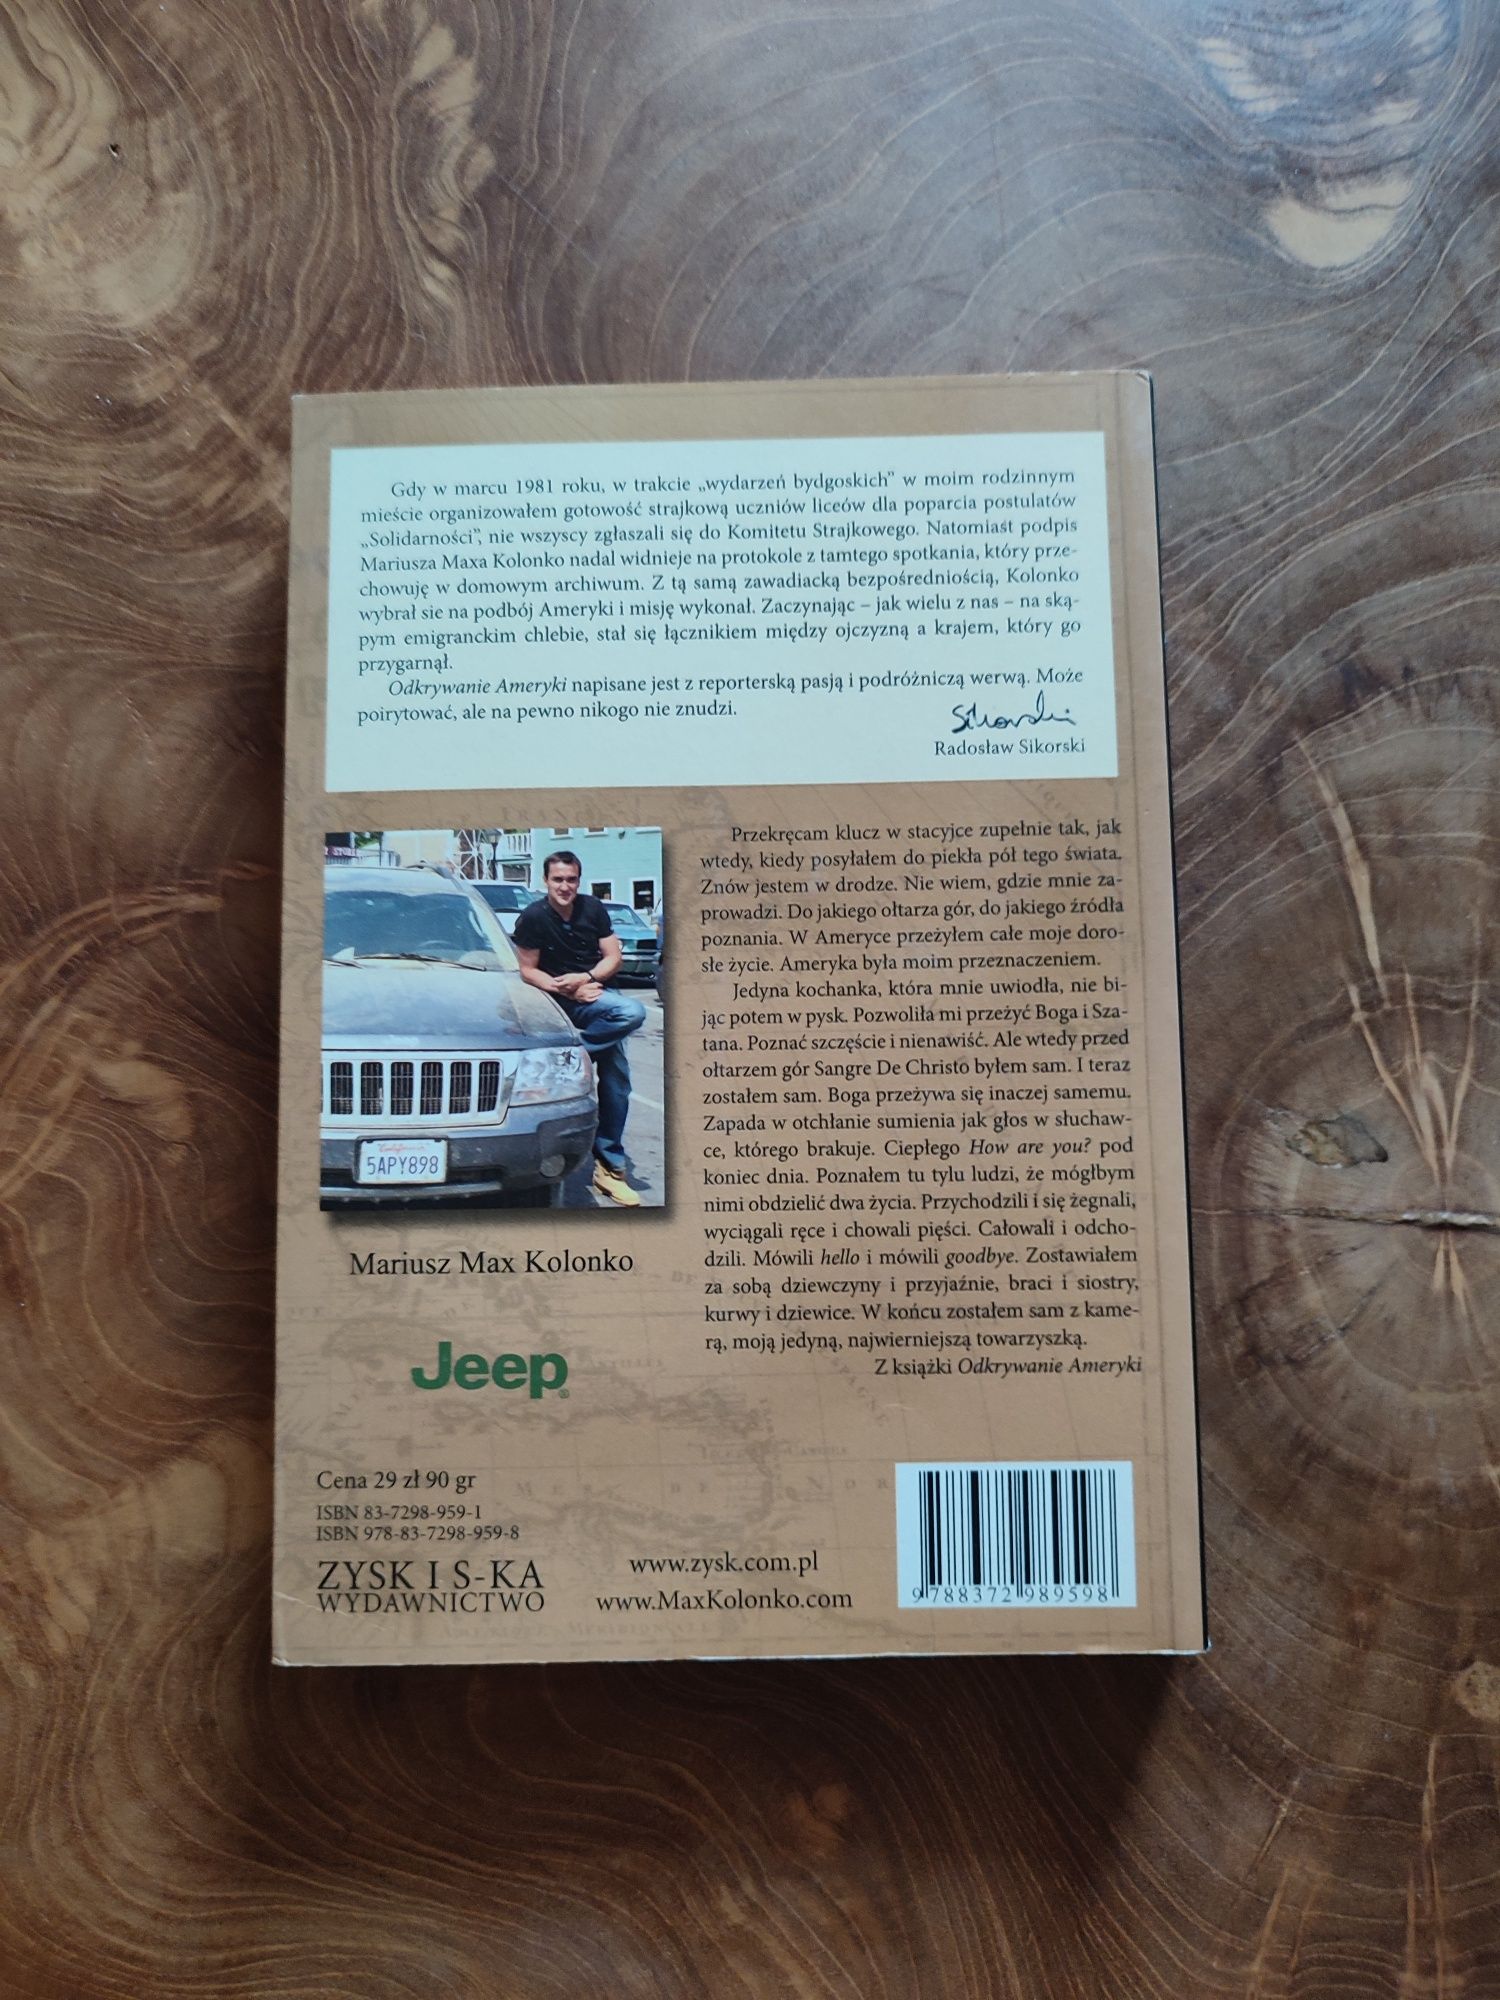 Gdy w marcu 1981 roku, w trakcie „wydarzeń bydgoskich” w moim rodzinnym
mieście organizowałem gotowość strajkową uczniów liceów dla poparcia postulatów
„Solidarności”, nie wszyscy zgłaszali się do Komitetu Strajkowego. Natomiast podpis
Mariusza Maxa Kolonko nadal widnieje na protokole z tamtego spotkania, który prze-
chowuję w domowym archiwum. Z tą samą zawadiacką bezpośredniością, Kolonko
wybrał sie na podbój Ameryki i misję wykonał. Zaczynając – jak wielu z nas – na ską-
pym emigranckim chlebie, stał się łącznikiem między ojczyzną a krajem, który go
przygarnął.
Odkrywanie Ameryki napisane jest z reporterską pasją i podróżniczą werwą. Może
poirytować, ale na pewno nikogo nie znudzi.
Sikorski
Radosław Sikorski
Przekręcam klucz w stacyjce zupełnie tak, jak
wtedy, kiedy posyłałem do piekła pół tego świata.
Znów jestem w drodze. Nie wiem, gdzie mnie za-
prowadzi. Do jakiego ołtarza gór, do jakiego źródła
poznania. W Ameryce przeżyłem całe moje doro-
słe życie. Ameryka była moim przeznaczeniem.
Jedyna kochanka, która mnie uwiodła, nie bi-
jąc potem w pysk. Pozwoliła mi przeżyć Boga i Sza-
tana. Poznać szczęście i nienawiść. Ale wtedy przed
ołtarzem gór Sangre De Christo byłem sam. I teraz
zostałem sam. Boga przeżywa się inaczej samemu.
Zapada w otchłanie sumienia jak głos w słuchaw-
ce, którego brakuje. Ciepłego How are you? pod
koniec dnia. Poznałem tu tylu ludzi, że mógłbym
nimi obdzielić dwa życia. Przychodzili i się żegnali,
wyciągali ręce i chowali pięści. Całowali i odcho-
dzili. Mówili hello i mówili goodbye. Zostawiałem
za sobą dziewczyny i przyjaźnie, braci i siostry,
kurwy i dziewice. W końcu zostałem sam z kame-
rą, moją jedyną, najwierniejszą towarzyszką.
Z książki Odkrywanie Ameryki
California
5APY898
Mariusz Max Kolonko
Jeep®
Cena 29 zł 90 gr
ISBN 83-7298-959-1
ISBN 978-83-7298-959-8
ZYSK I S-KA
WYDAWNICTWO
www.zysk.com.pl
www.MaxKolonko.com
9 788372 989598